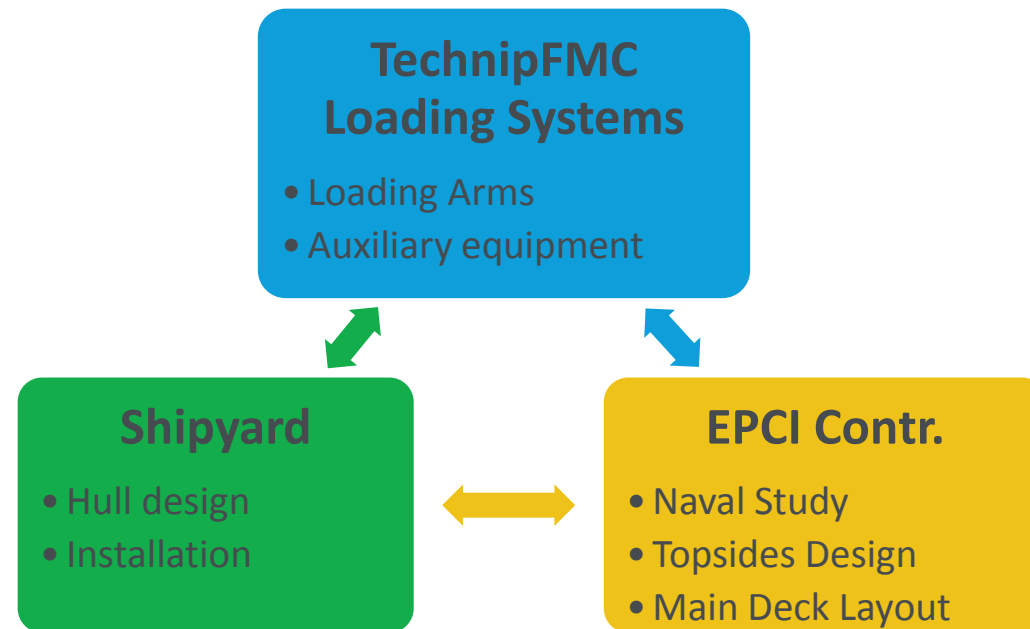 TechnipFMC
Loading Systems
• Loading Arms
• Auxiliary equipment
Shipyard
• Hull design
• Installation
EPCI Contr.
• Naval Study
• Topsides Design
• Main Deck Layout